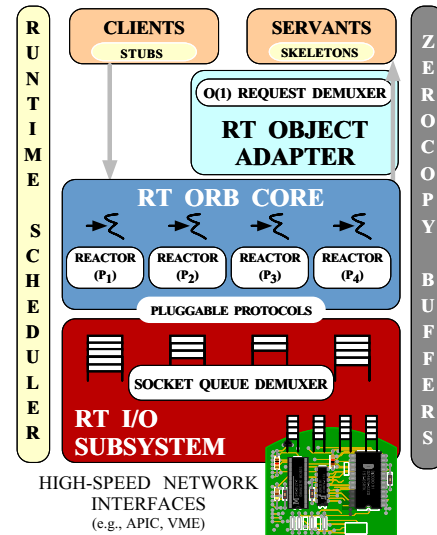 CLIENTS
STUBS
SERVANTS
SKELETONS
RUNTIME SCHEDULER
ZEROCOPY BUFFERS
O(1) REQUEST DEMUXER
RT OBJECT
ADAPTER
RT ORB CORE
REACTOR
(P1)
REACTOR
(P2)
REACTOR
(P3)
REACTOR
(P4)
PLUGGABLE PROTOCOLS
SOCKET QUEUE DEMUXER
RT I/O
SUBSYSTEM
HIGH-SPEED NETWORK
INTERFACES
(e.g., APIC, VME)